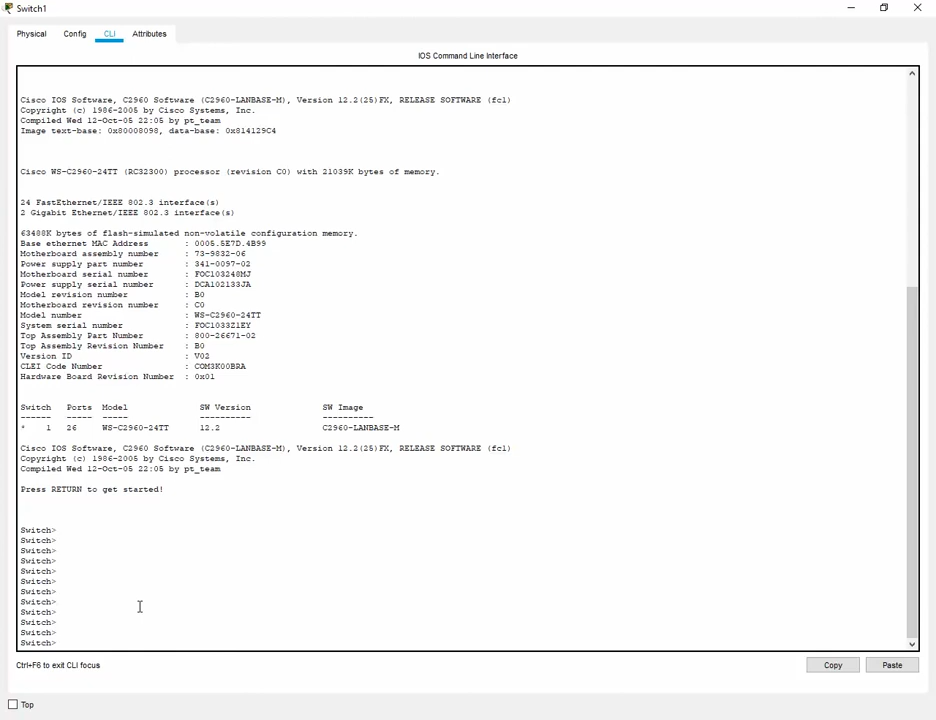 Switch1
Physical Config CLI Attributes
IOS Command Line Interface
Cisco IOS Software, C2960 Software (C2960-LANBASE-M), Version 12.2(25)FX, RELEASE SOFTWARE (fc1)
Copyright (c) 1986-2005 by Cisco Systems, Inc.
Compiled Wed 12-Oct-05 22:05 by pt_team
Image text-base: 0x80008098, data-base: 0x814129C4
Cisco WS-C2960-24TT (RC32300) processor (revision C0) with 21039K bytes of memory.
24 FastEthernet/IEEE 802.3 interface(s)
2 Gigabit Ethernet/IEEE 802.3 interface(s)
63488K bytes of flash-simulated non-volatile configuration memory.
Base ethernet MAC Address : 0005.5E7D.4B99
Motherboard assembly number : 73-9832-06
Power supply part number : 341-0097-02
Motherboard serial number : FOC103248MJ
Power supply serial number : DCA102133JA
Model revision number : B0
Motherboard revision number : C0
Model number : WS-C2960-24TT
System serial number : FOC1033Z1EY
Top Assembly Part Number : 800-26671-02
Top Assembly Revision Number : B0
Version ID : V02
CLEI Code Number : COM3K00BRA
Hardware Board Revision Number : 0x01
Switch Ports Model SW Version SW Image
------ ----- ----- ---------- ----------
* 1 26 WS-C2960-24TT 12.2 C2960-LANBASE-M
Cisco IOS Software, C2960 Software (C2960-LANBASE-M), Version 12.2(25)FX, RELEASE SOFTWARE (fc1)
Copyright (c) 1986-2005 by Cisco Systems, Inc.
Compiled Wed 12-Oct-05 22:05 by pt_team
Press RETURN to get started!
Switch>
Switch>
Switch>
Switch>
Switch>
Switch>
Switch>
Switch>
Switch>
Switch>
Switch>
Switch>
Ctrl+F6 to exit CLI focus
Copy Paste
Top